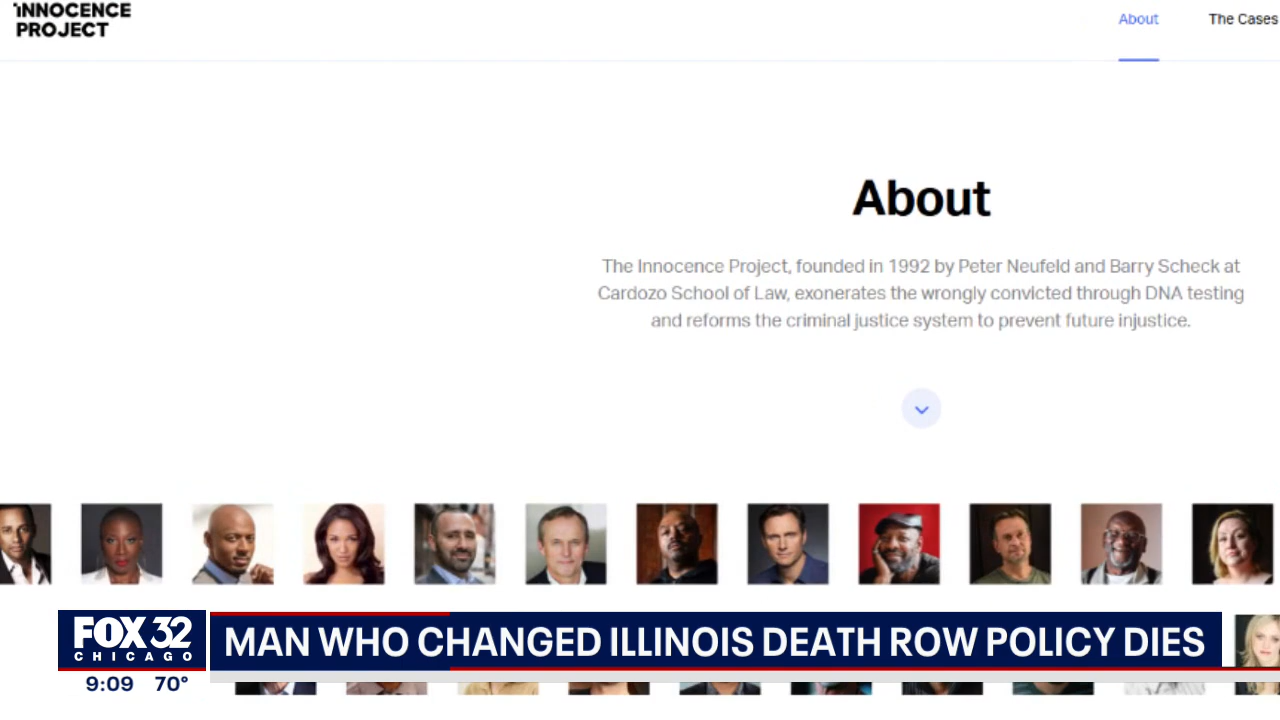 INNOCENCE
PROJECT
About
The Cases
About
The Innocence Project, founded in 1992 by Peter Neufeld and Barry Scheck at
Cardozo School of Law, exonerates the wrongly convicted through DNA testing
and reforms the criminal justice system to prevent future injustice.
FOX 32
CHICAGO
MAN WHO CHANGED ILLINOIS DEATH ROW POLICY DIES
9:09 70°